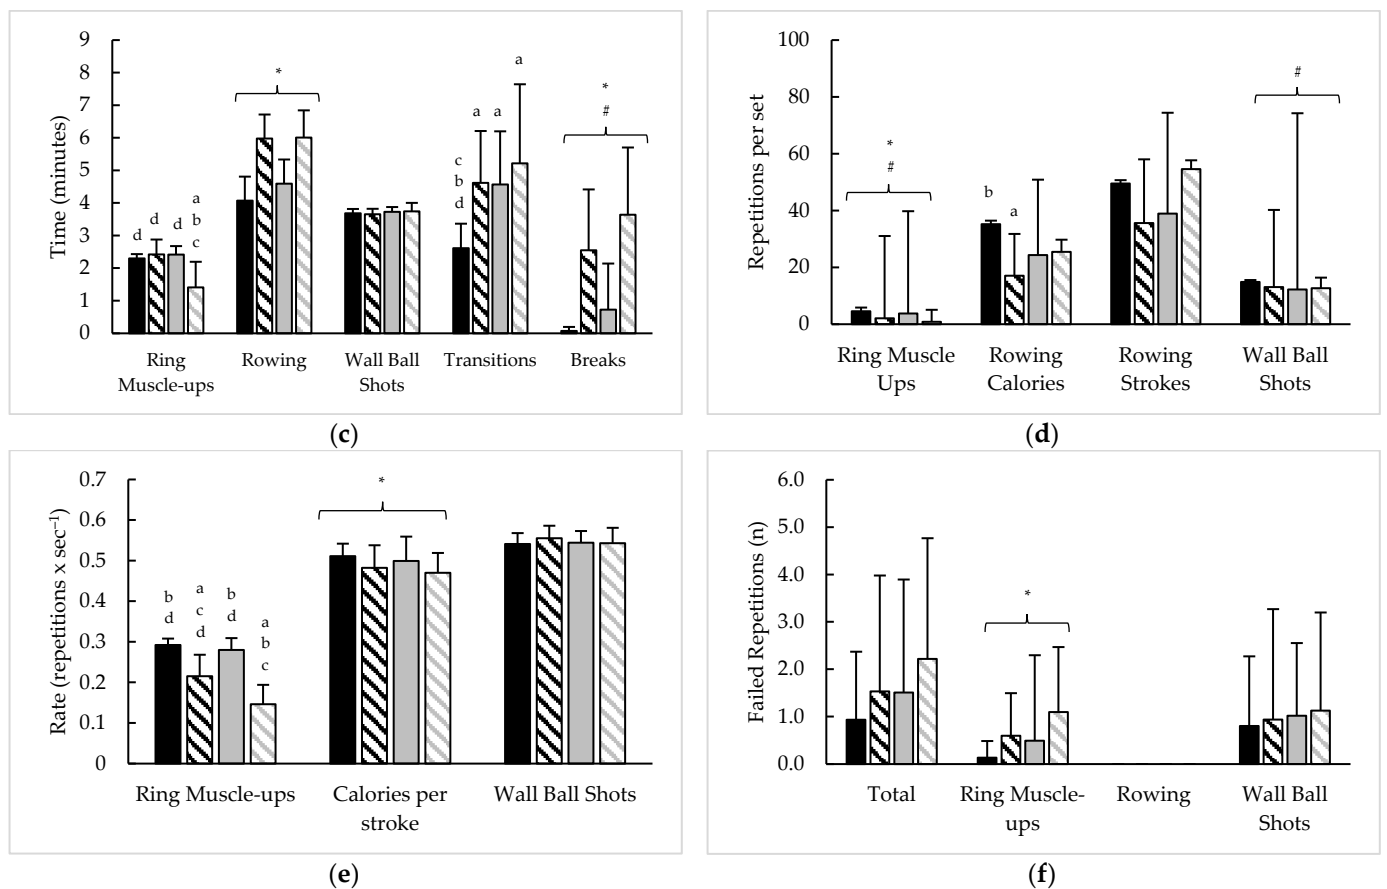 Time (minutes)
9
8
7
6
5
4
3
2
1
0
d
d
d
a
b
c
*
c
b
d
a
a
a
*
#
Ring
Muscle-ups
Rowing
Wall Ball
Shots
Transitions
Breaks
(c)
Repetitions per set
100
80
60
40
20
0
*
#
b
a
#
Ring Muscle
Ups
Rowing
Calories
Rowing
Strokes
Wall Ball
Shots
(d)
Rate (repetitions x sec⁻¹)
0.7
0.6
0.5
0.4
0.3
0.2
0.1
0
b
d
a
c
d
b
d
a
b
c
*
Ring Muscle-ups
Calories per
stroke
Wall Ball Shots
(e)
Failed Repetitions (n)
6.0
5.0
4.0
3.0
2.0
1.0
0.0
*
Total
Ring Muscle-
ups
Rowing
Wall Ball
Shots
(f)